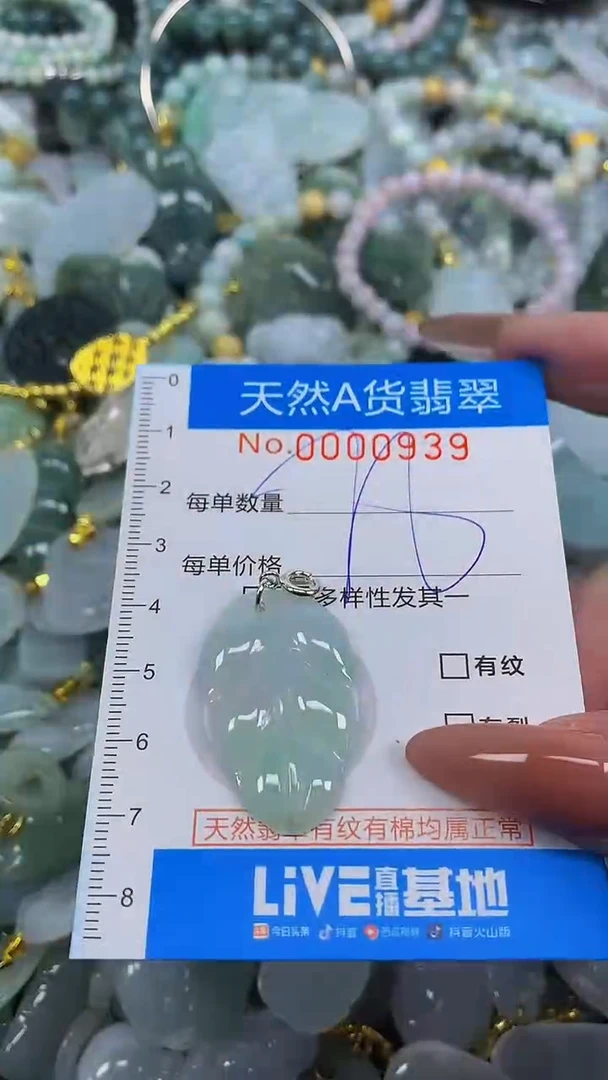 天然A货翡翠
No.0000939
每单数量
每单价格
多样性发其一
有纹
有裂
天然翡翠有纹有棉均属正常
LiVE直播基地
今日头条 抖音 西瓜视频 抖音火山版
0
1
2
3
4
5
6
7
8